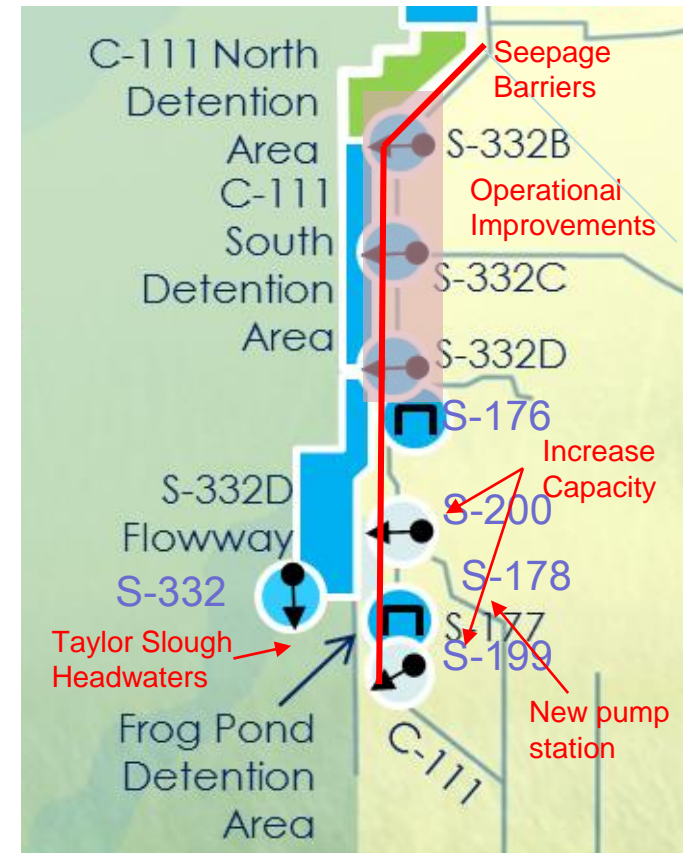 C-111 North
Detention
Area
Seepage
Barriers
S-332B
C-111
South
Detention
Area
Operational
Improvements
S-332C
S-332D
S-176
Increase
Capacity
S-332D
Flowway
S-200
S-332
S-178
S-177
Taylor Slough
Headwaters
S-199
New pump
station
Frog Pond
Detention
Area
C-111